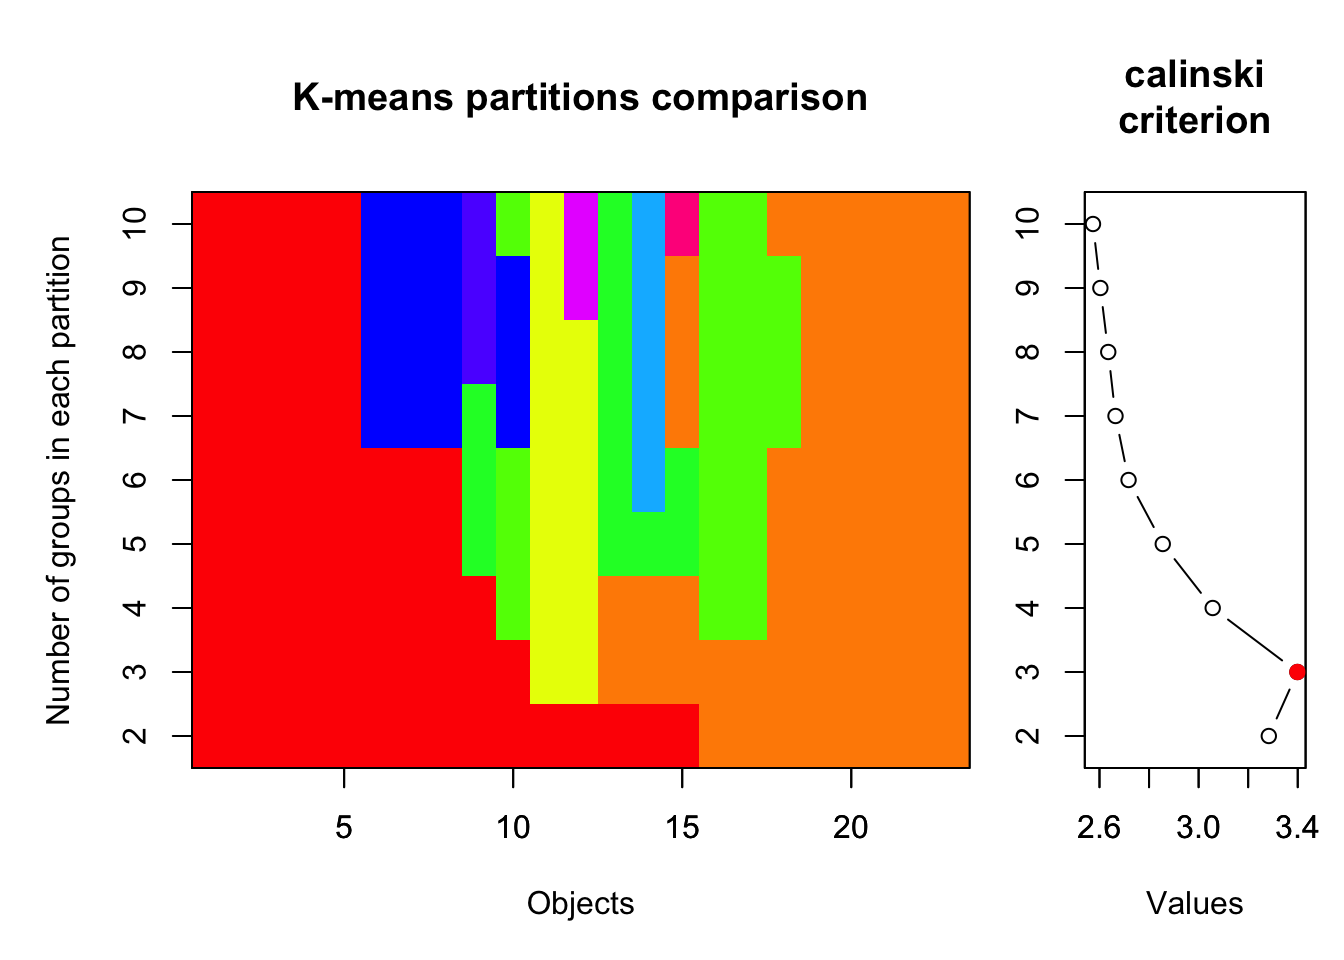 K-means partitions comparison
calinski
criterion
Number of groups in each partition
10
9
8
7
6
5
4
3
2
5 10 15 20
Objects
10
9
8
7
6
5
4
3
2
2.6 3.0 3.4
Values